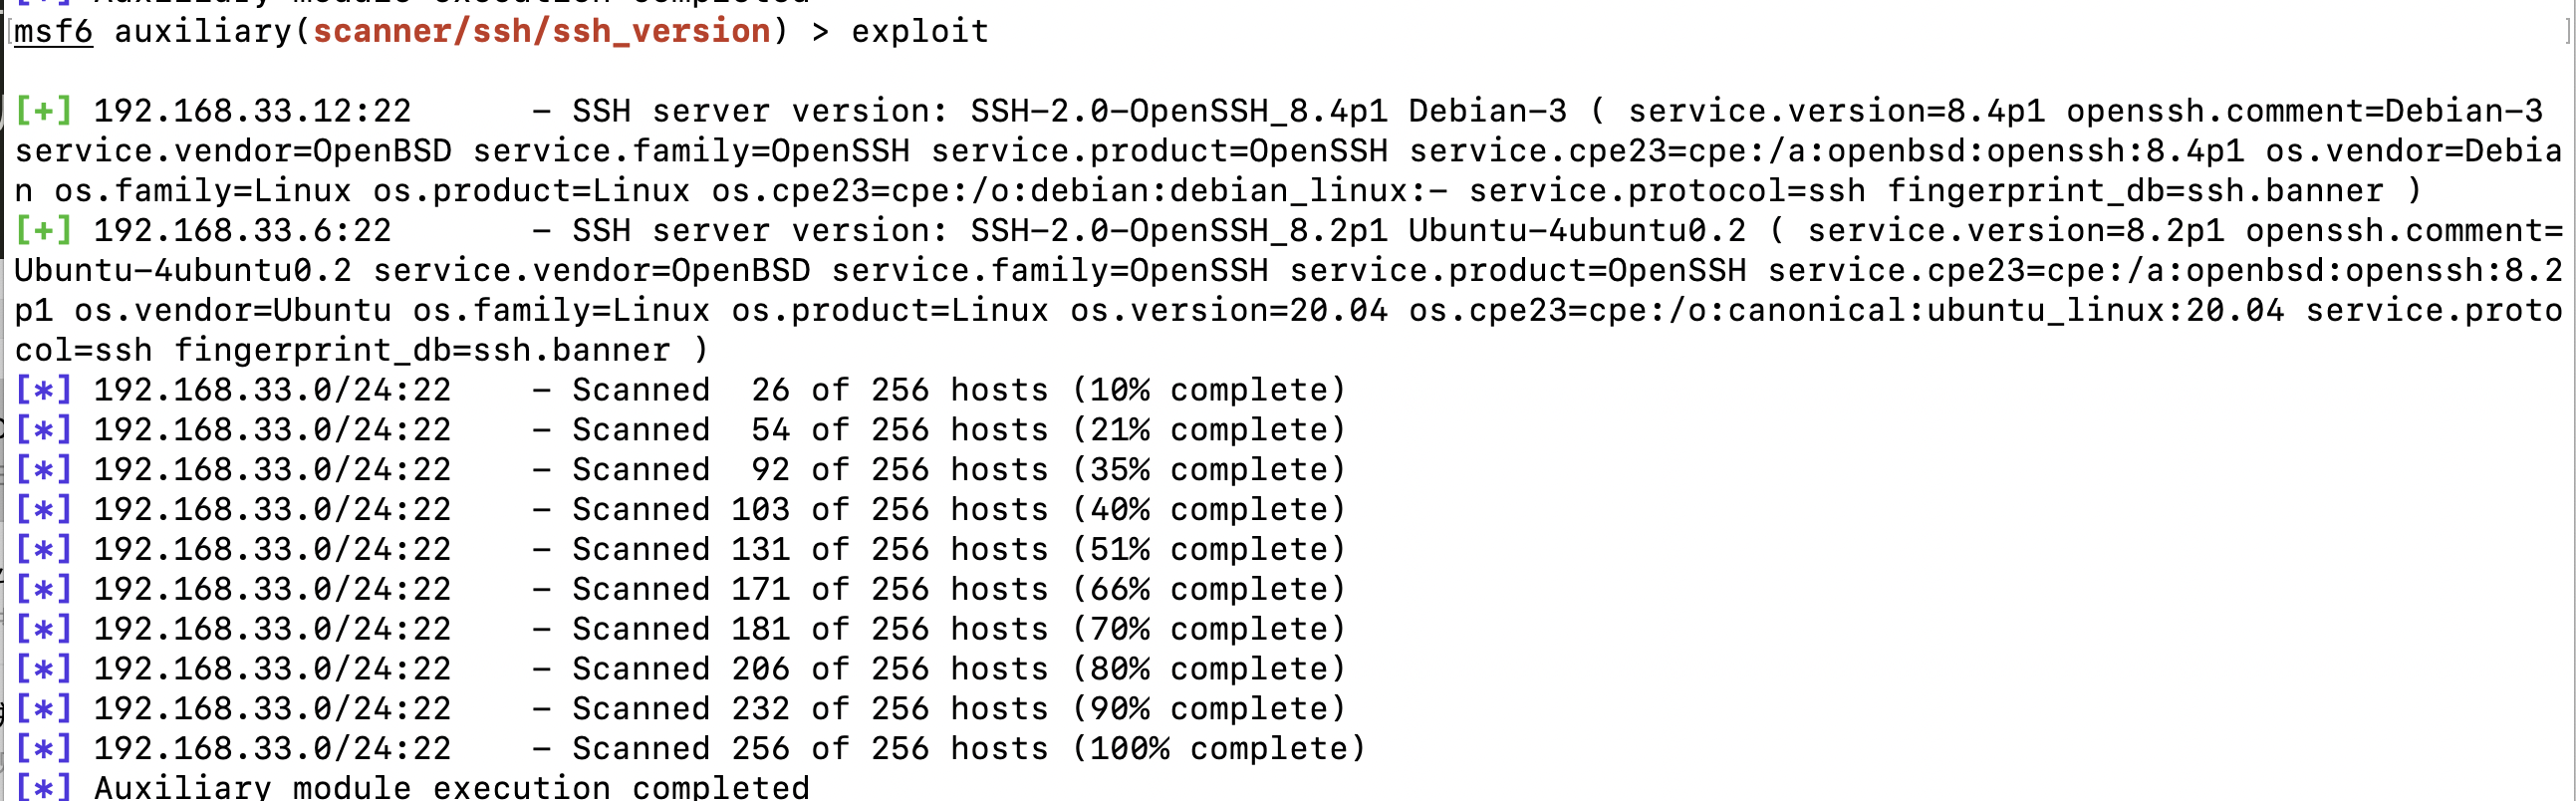 [*] Auxiliary module execution completed
msf6 auxiliary(scanner/ssh/ssh_version) > exploit
[+] 192.168.33.12:22      - SSH server version: SSH-2.0-OpenSSH_8.4p1 Debian-3 ( service.version=8.4p1 openssh.comment=Debian-3
service.vendor=OpenBSD service.family=OpenSSH service.product=OpenSSH service.cpe23=cpe:/a:openbsd:openssh:8.4p1 os.vendor=Debia
n os.family=Linux os.product=Linux os.cpe23=cpe:/o:debian:debian_linux:- service.protocol=ssh fingerprint_db=ssh.banner )
[+] 192.168.33.6:22       - SSH server version: SSH-2.0-OpenSSH_8.2p1 Ubuntu-4ubuntu0.2 ( service.version=8.2p1 openssh.comment=
Ubuntu-4ubuntu0.2 service.vendor=OpenBSD service.family=OpenSSH service.product=OpenSSH service.cpe23=cpe:/a:openbsd:openssh:8.2
p1 os.vendor=Ubuntu os.family=Linux os.product=Linux os.version=20.04 os.cpe23=cpe:/o:canonical:ubuntu_linux:20.04 service.proto
col=ssh fingerprint_db=ssh.banner )
[*] 192.168.33.0/24:22    - Scanned  26 of 256 hosts (10% complete)
[*] 192.168.33.0/24:22    - Scanned  54 of 256 hosts (21% complete)
[*] 192.168.33.0/24:22    - Scanned  92 of 256 hosts (35% complete)
[*] 192.168.33.0/24:22    - Scanned 103 of 256 hosts (40% complete)
[*] 192.168.33.0/24:22    - Scanned 131 of 256 hosts (51% complete)
[*] 192.168.33.0/24:22    - Scanned 171 of 256 hosts (66% complete)
[*] 192.168.33.0/24:22    - Scanned 181 of 256 hosts (70% complete)
[*] 192.168.33.0/24:22    - Scanned 206 of 256 hosts (80% complete)
[*] 192.168.33.0/24:22    - Scanned 232 of 256 hosts (90% complete)
[*] 192.168.33.0/24:22    - Scanned 256 of 256 hosts (100% complete)
[*] Auxiliary module execution completed